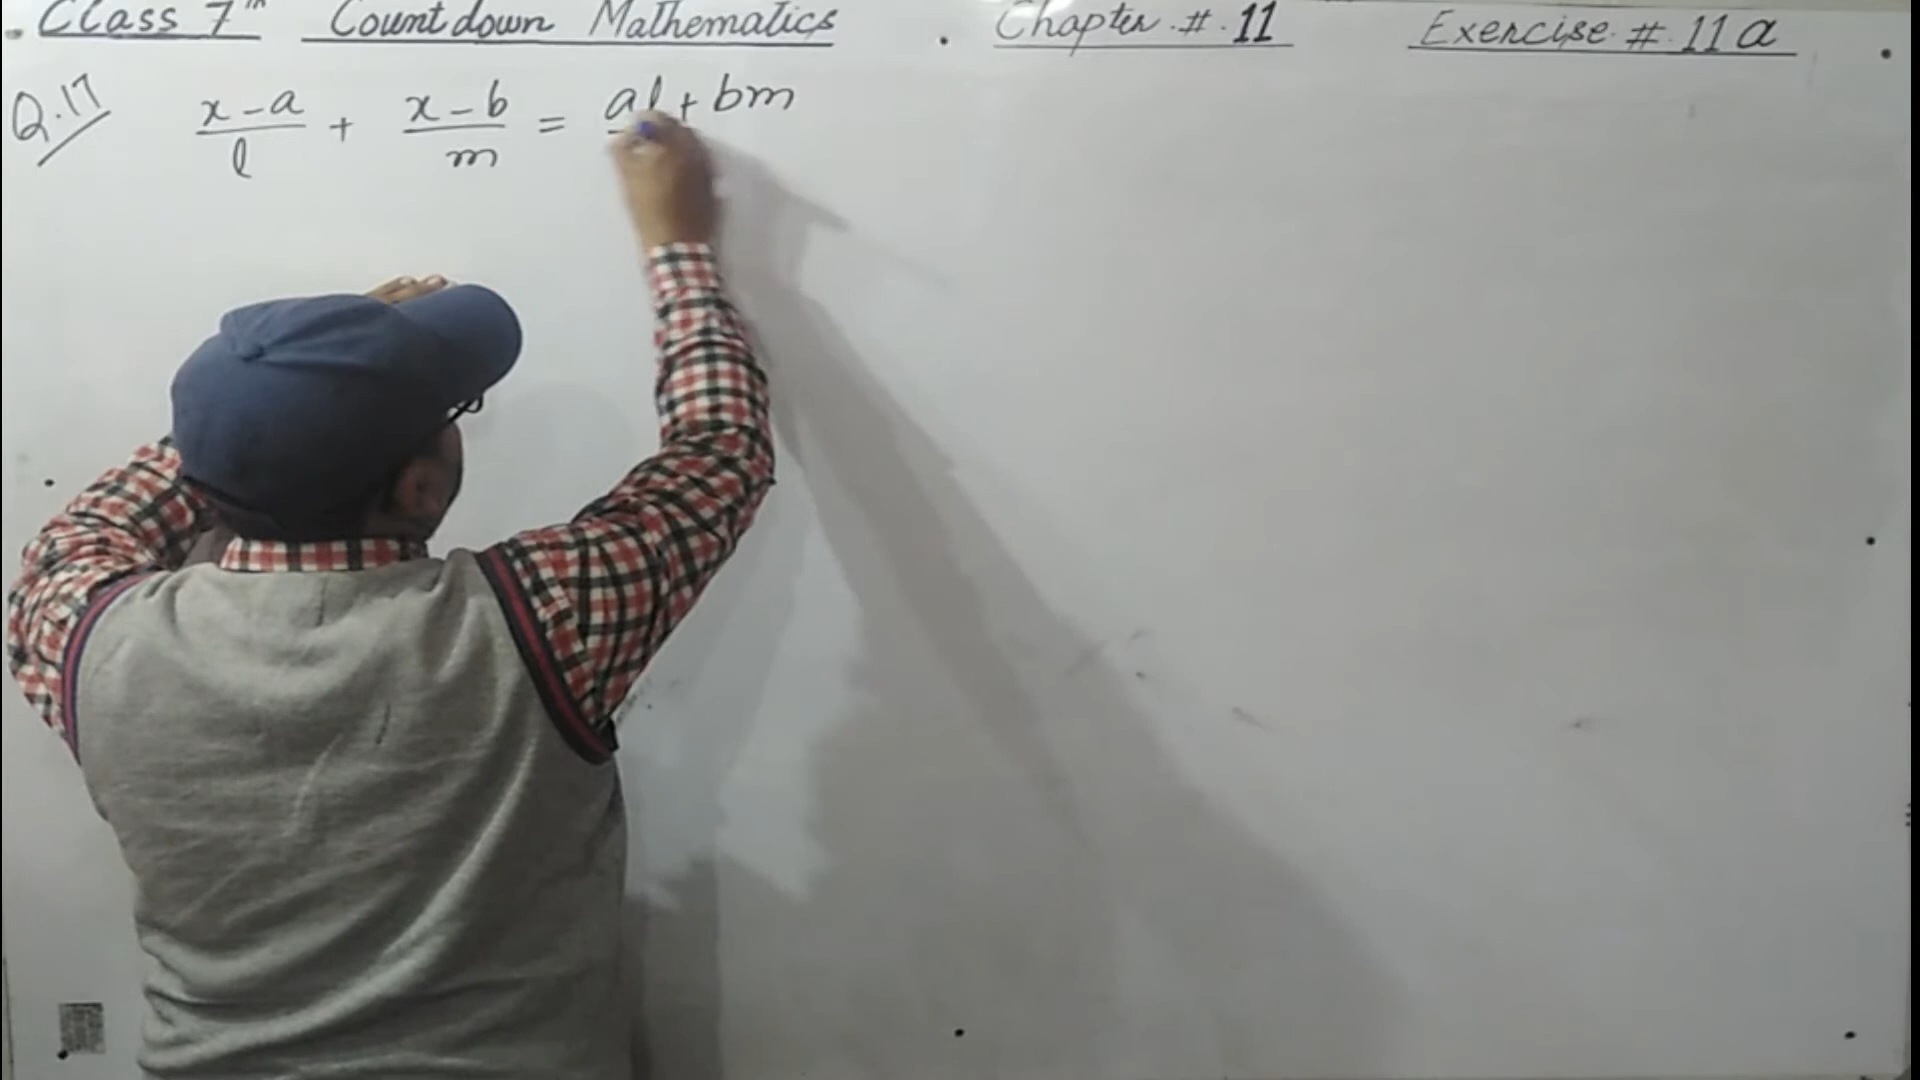 Class 7th Countdown Mathematics Chapter # 11 Exercise # 11 a
Q.17 (x - a)/l + (x - b)/m = al + bm